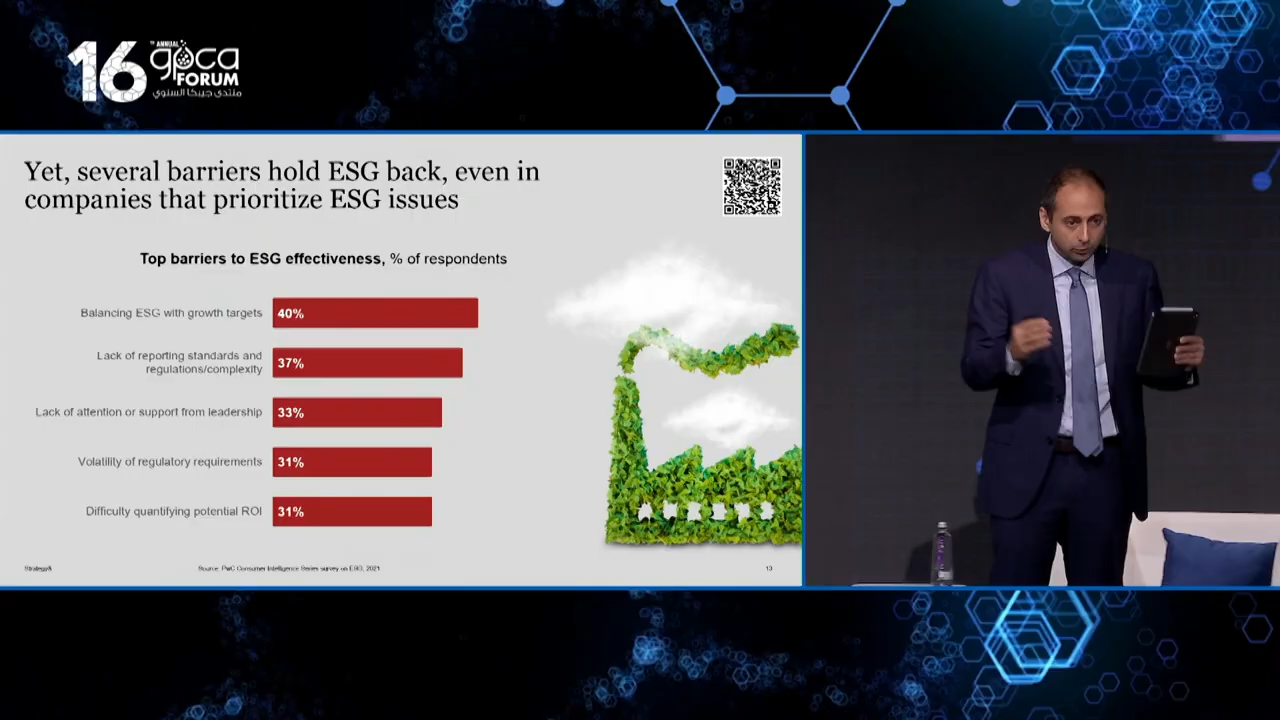 16
TH ANNUAL
gpca
FORUM
منتدى جيبكا السنوي
Yet, several barriers hold ESG back, even in
companies that prioritize ESG issues
Top barriers to ESG effectiveness, % of respondents
Balancing ESG with growth targets
40%
Lack of reporting standards and
regulations/complexity
37%
Lack of attention or support from leadership
33%
Volatility of regulatory requirements
31%
Difficulty quantifying potential ROI
31%
Strategy&
Source: PwC Consumer Intelligence Series survey on ESG, 2021
13